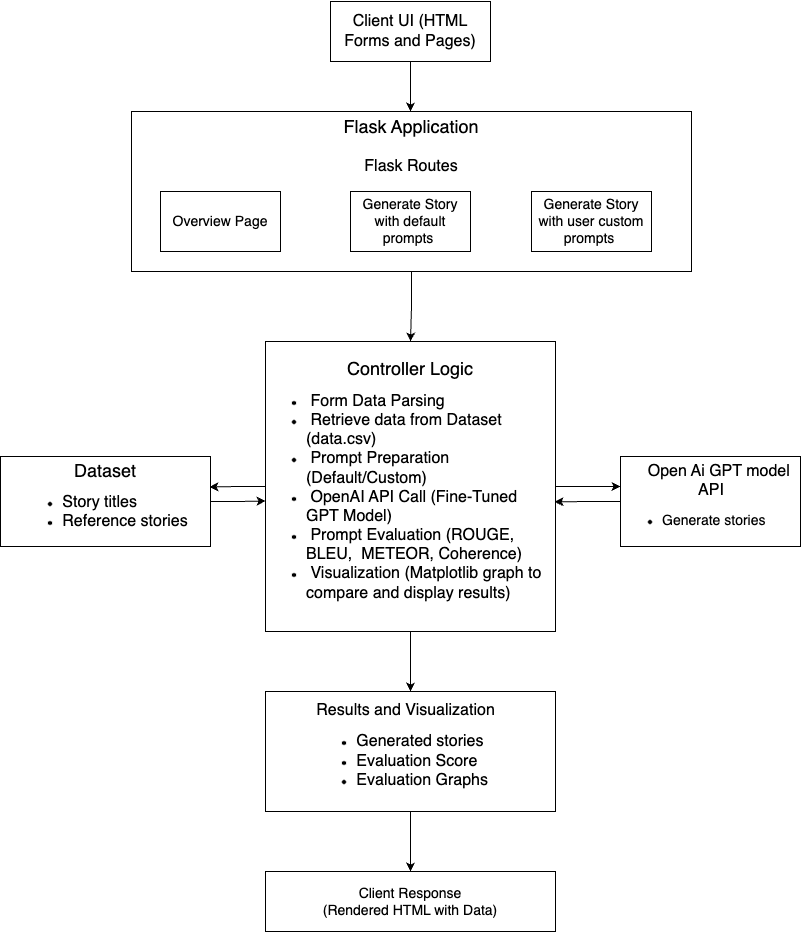 Client UI (HTML
Forms and Pages)
Flask Application
Flask Routes
Overview Page
Generate Story
with default
prompts
Generate Story
with user custom
prompts
Controller Logic
• Form Data Parsing
• Retrieve data from Dataset
(data.csv)
• Prompt Preparation
(Default/Custom)
• OpenAI API Call (Fine-Tuned
GPT Model)
• Prompt Evaluation (ROUGE,
BLEU, METEOR, Coherence)
• Visualization (Matplotlib graph to
compare and display results)
Dataset
• Story titles
• Reference stories
Open Ai GPT model
API
• Generate stories
Results and Visualization
• Generated stories
• Evaluation Score
• Evaluation Graphs
Client Response
(Rendered HTML with Data)